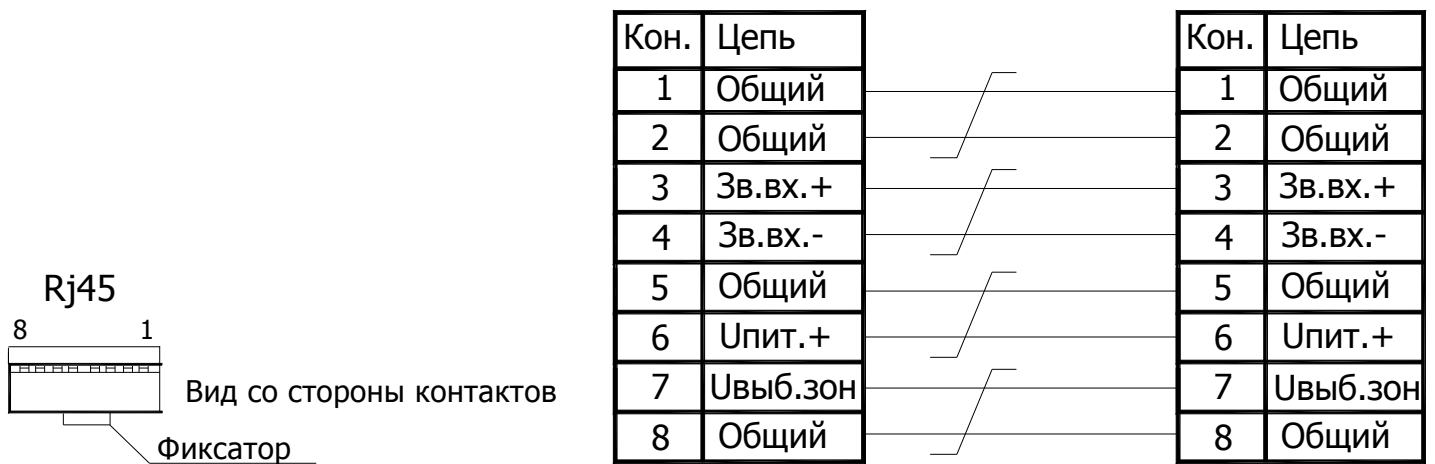 Кон. Цепь Кон. Цепь
1 Общий 1 Общий
2 Общий 2 Общий
3 Зв.вх.+ 3 Зв.вх.+
4 Зв.вх.- 4 Зв.вх.-
5 Общий 5 Общий
6 Uпит.+ 6 Uпит.+
7 Uвыб.зон 7 Uвыб.зон
8 Общий 8 Общий
Rj45
8 1
Вид со стороны контактов
Фиксатор